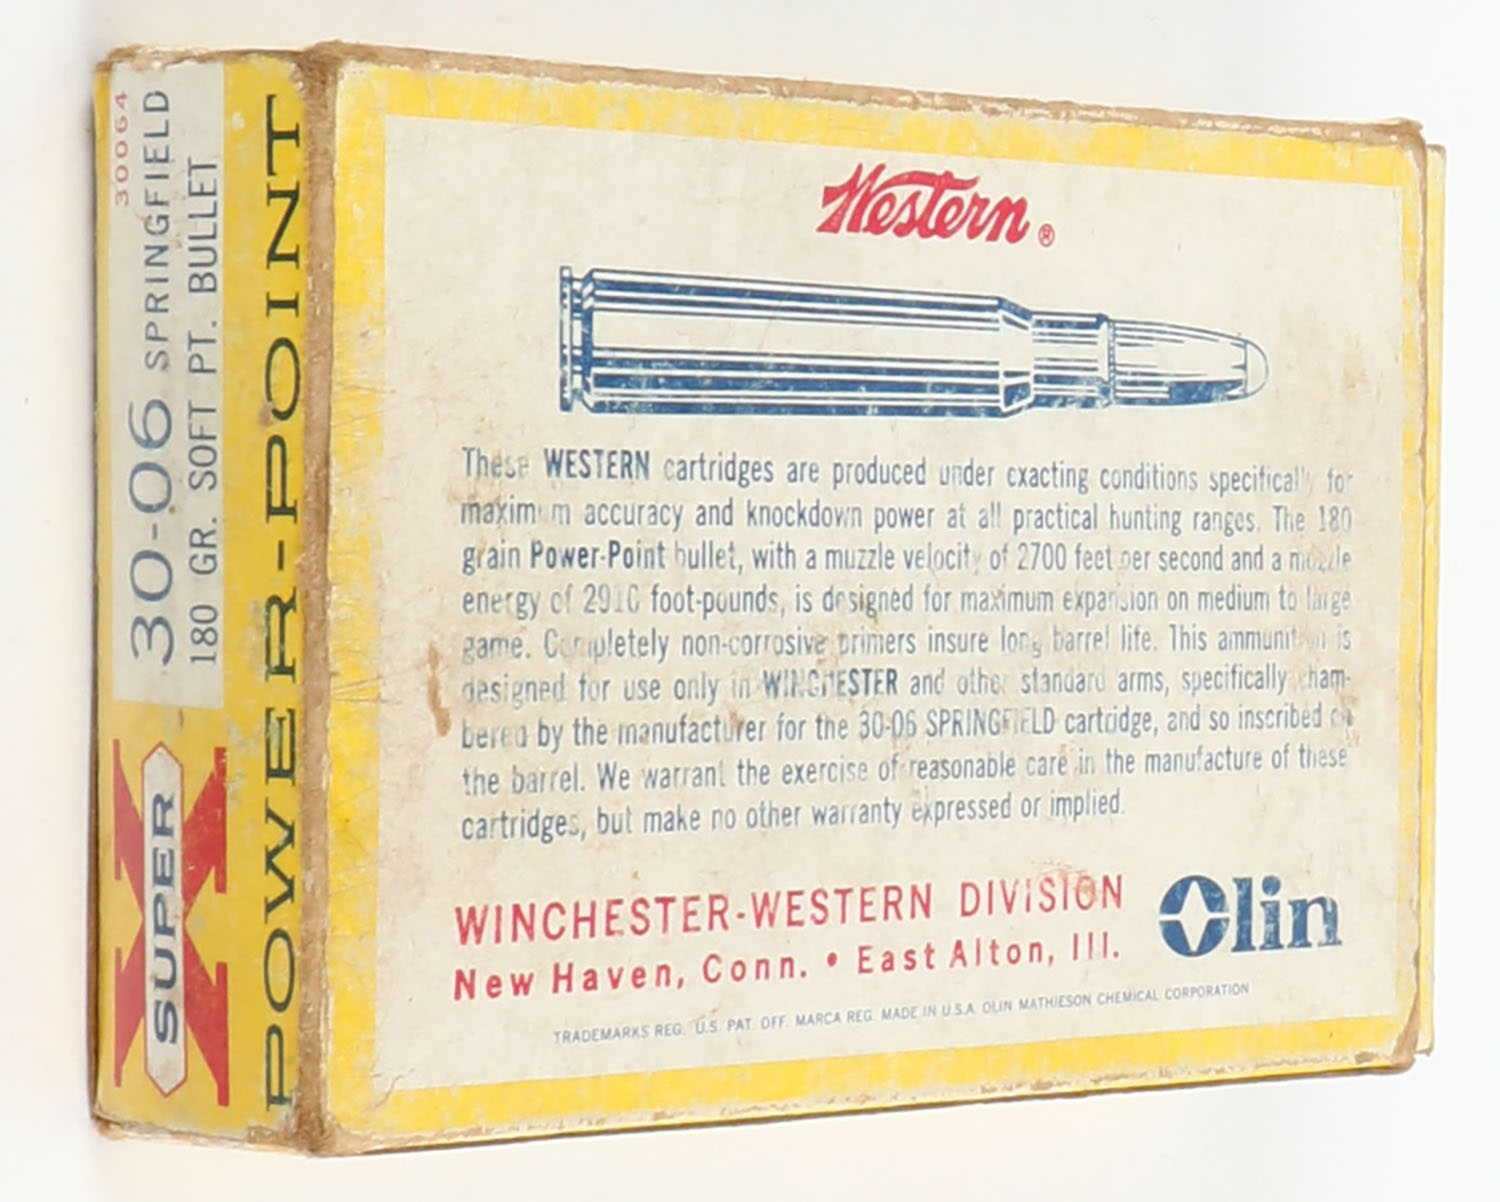 30064
30-06 SPRINGFIELD
180 GR. SOFT PT. BULLET
SUPER X
POWER-POINT
Western ®
These WESTERN cartridges are produced under exacting conditions specifically for
maximum accuracy and knockdown power at all practical hunting ranges. The 180
grain Power-Point bullet, with a muzzle velocity of 2700 feet per second and a muzzle
energy of 2910 foot-pounds, is designed for maximum expansion on medium to large
game. Completely non-corrosive primers insure long barrel life. This ammunition is
designed for use only in WINCHESTER and other standard arms, specifically cham-
bered by the manufacturer for the 30-06 SPRINGFIELD cartridge, and so inscribed on
the barrel. We warrant the exercise of reasonable care in the manufacture of these
cartridges, but make no other warranty expressed or implied.
WINCHESTER-WESTERN DIVISION
New Haven, Conn. • East Alton, Ill.
Olin
TRADEMARKS REG. U.S. PAT. OFF. MARCA REG. MADE IN U.S.A. OLIN MATHIESON CHEMICAL CORPORATION